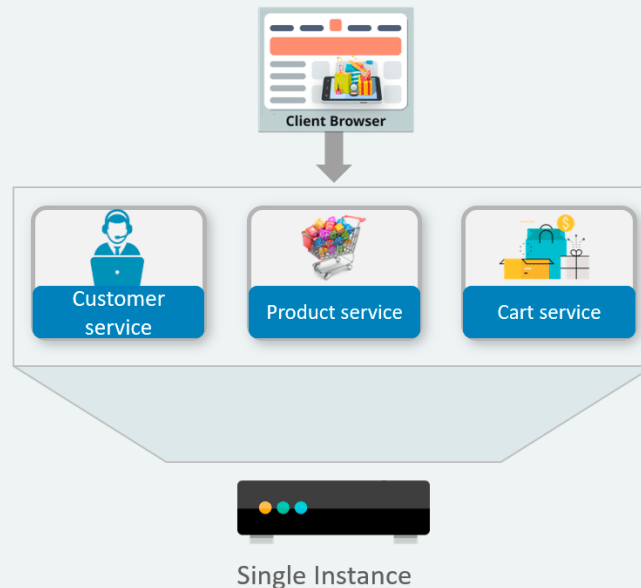 Client Browser
Customer
service
Product service
Cart service
Single Instance